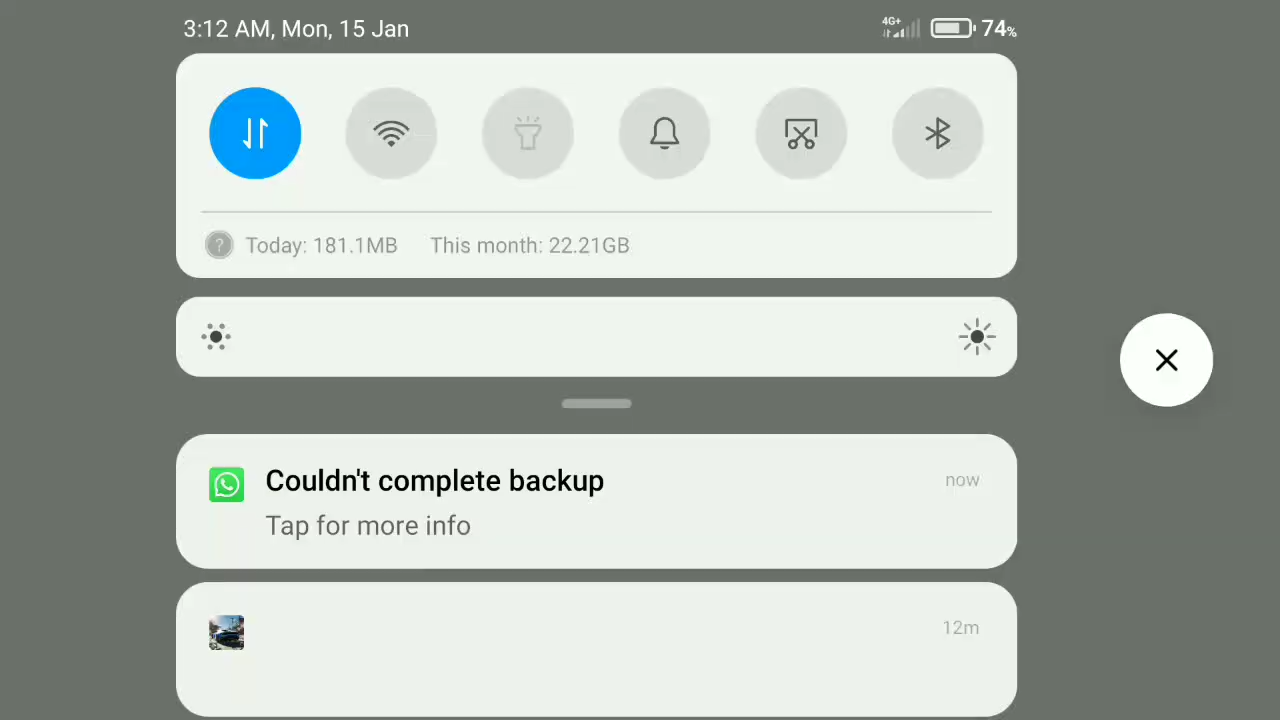 3:12 AM, Mon, 15 Jan 4G+ 74%
? Today: 181.1MB This month: 22.21GB
Couldn't complete backup now
Tap for more info
12m